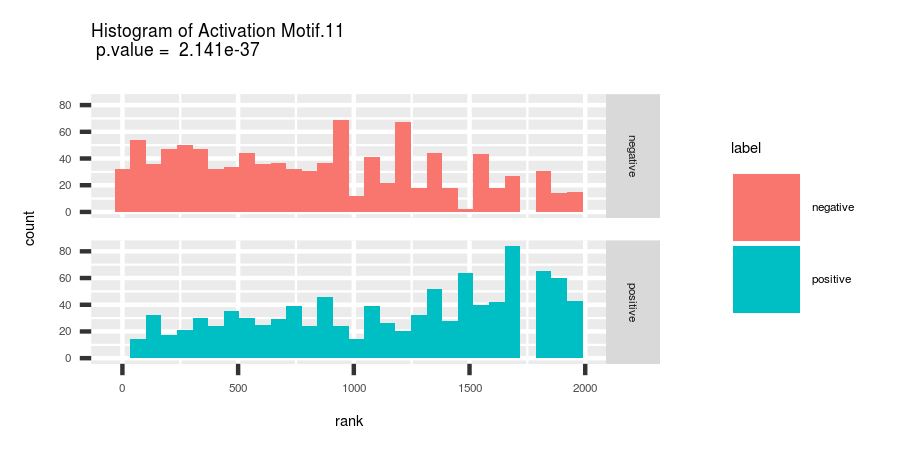 Histogram of Activation Motif.11
p.value = 2.141e-37
count
80
60
40
20
0
negative
80
60
40
20
0
positive
0 500 1000 1500 2000
rank
label
negative
positive